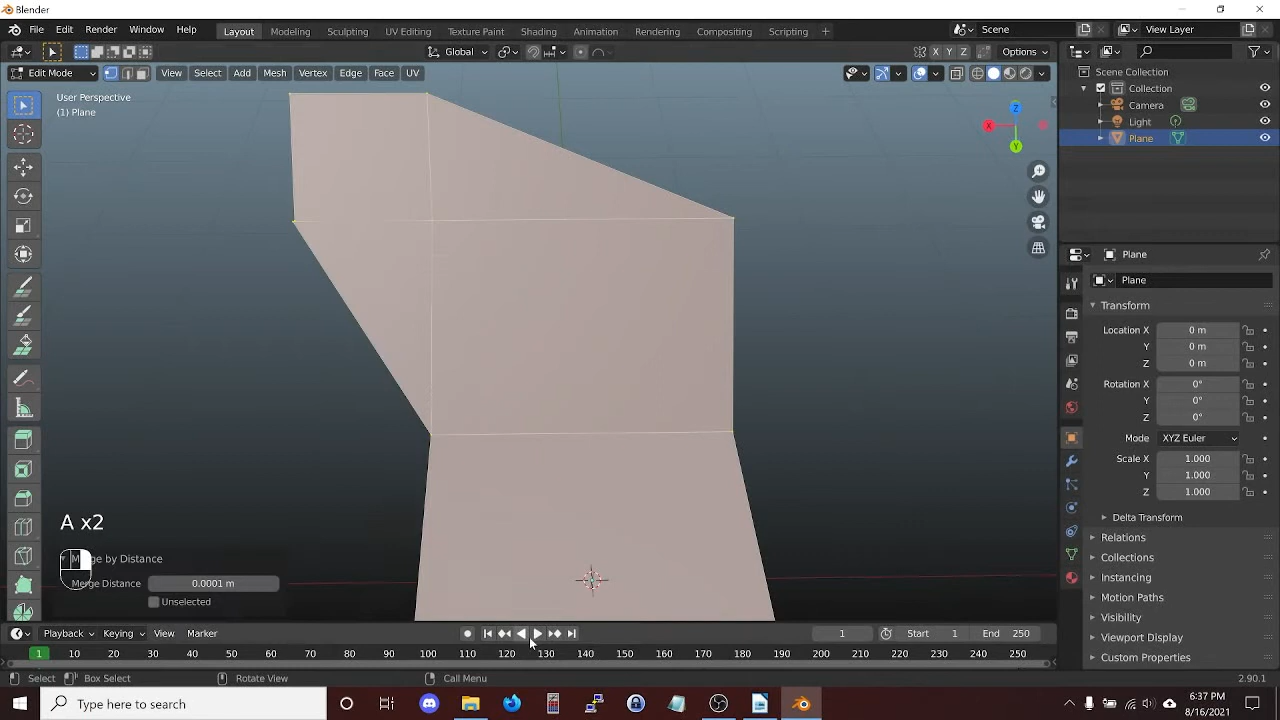 Blender
File Edit Render Window Help Layout Modeling Sculpting UV Editing Texture Paint Shading Animation Rendering Compositing Scripting + Scene View Layer
Global X Y Z Options
Edit Mode View Select Add Mesh Vertex Edge Face UV
Scene Collection
Collection
Camera
Light
Plane
User Perspective
(1) Plane
Z
X
Y
Plane
Plane
Transform
Location X 0 m
Y 0 m
Z 0 m
Rotation X 0°
Y 0°
Z 0°
Mode XYZ Euler
Scale X 1.000
Y 1.000
Z 1.000
Delta Transform
Relations
Collections
Instancing
Motion Paths
Visibility
Viewport Display
Custom Properties
A x2
Merge by Distance
Merge Distance 0.0001 m
Unselected
Playback Keying View Marker 1 Start 1 End 250
1 10 20 30 40 50 60 70 80 90 100 110 120 130 140 150 160 170 180 190 200 210 220 230 240 250
Select Box Select Rotate View Call Menu 2.90.1
Type here to search
6:37 PM
8/16/2021